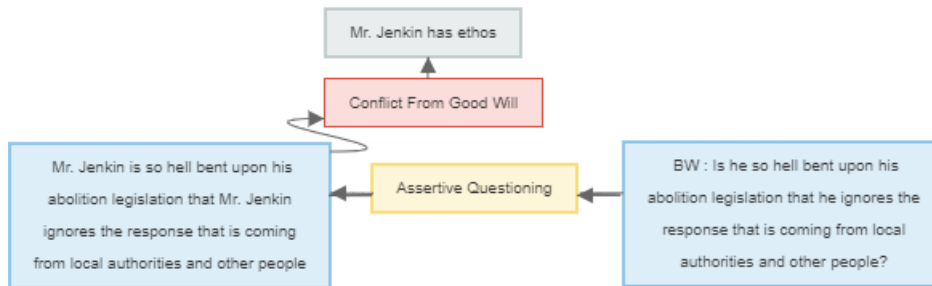 Mr. Jenkin has ethos
Conflict From Good Will
Mr. Jenkin is so hell bent upon his
abolition legislation that Mr. Jenkin
ignores the response that is coming
from local authorities and other people
Assertive Questioning
BW : Is he so hell bent upon his
abolition legislation that he ignores the
response that is coming from local
authorities and other people?